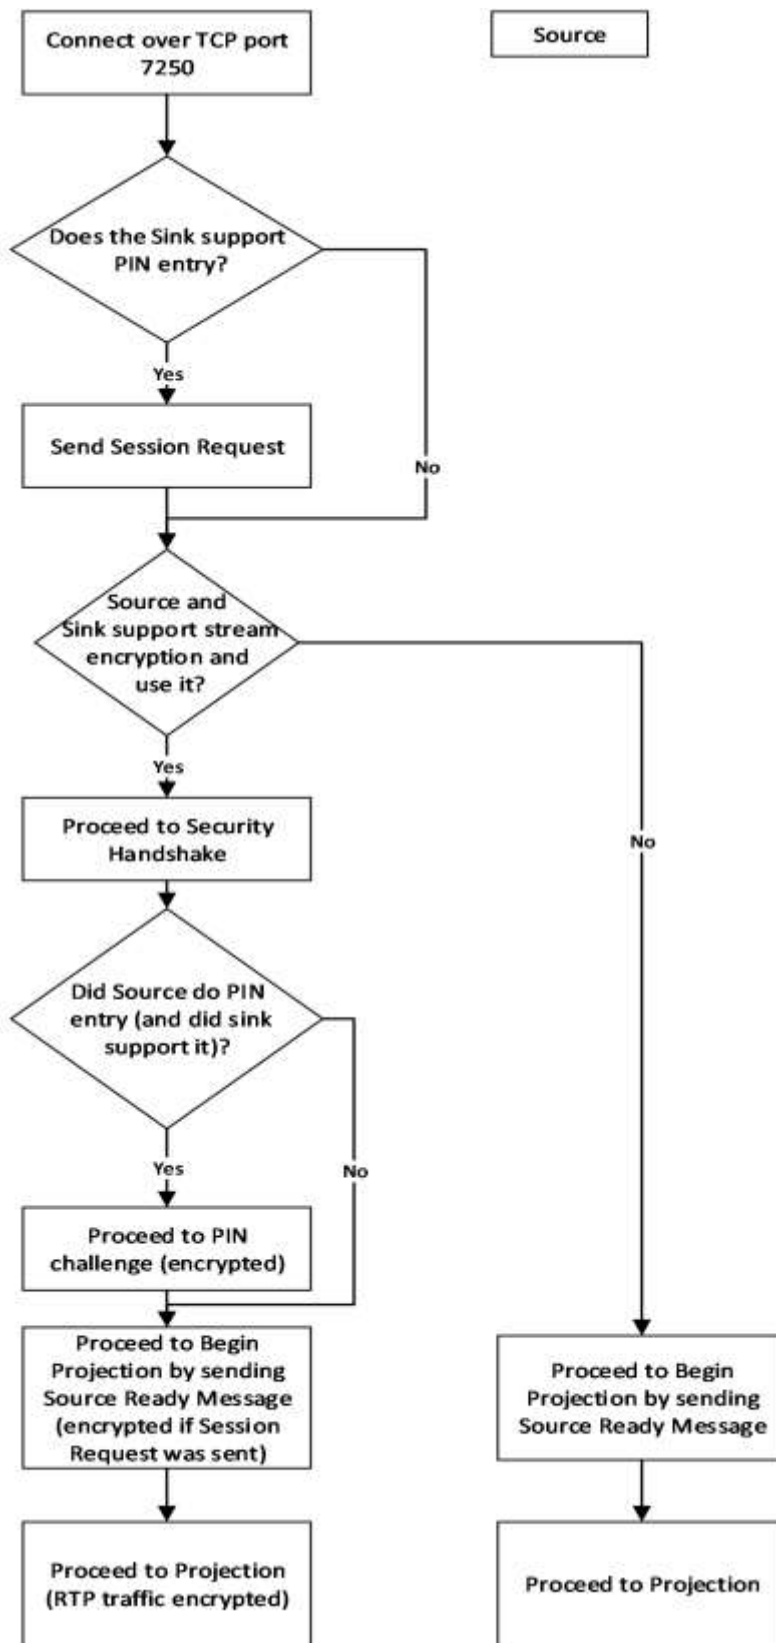 Connect over TCP port
7250
Source
Does the Sink support
PIN entry?
Yes
Send Session Request
No
Source and
Sink support stream
encryption and
use it?
Yes
Proceed to Security
Handshake
No
Did Source do PIN
entry (and did sink
support it)?
Yes
No
Proceed to PIN
challenge (encrypted)
Proceed to Begin
Projection by sending
Source Ready Message
(encrypted if Session
Request was sent)
Proceed to Begin
Projection by sending
Source Ready Message
Proceed to Projection
(RTP traffic encrypted)
Proceed to Projection